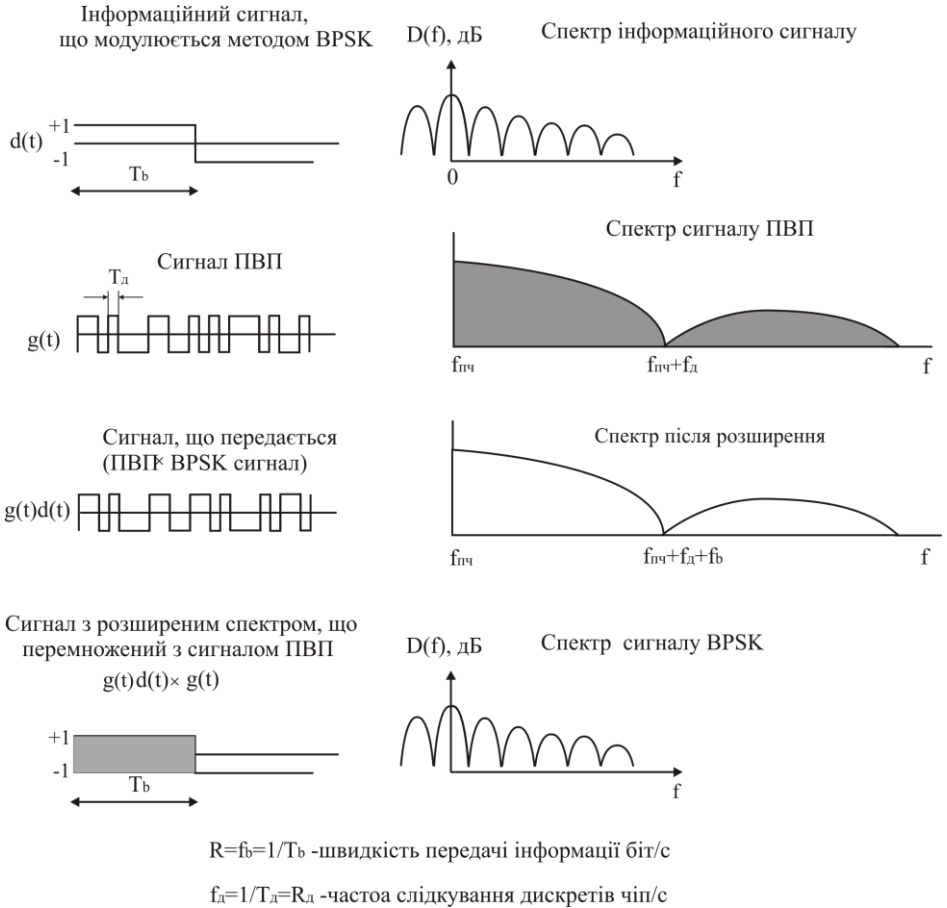 Інформаційний сигнал,
що модулюється методом BPSK
D(f), дБ
Спектр інформаційного сигналу
+1
d(t)
-1
Tb
0
f
Сигнал ПВП
Tд
g(t)
Спектр сигналу ПВП
fпч
fпч+fд
f
Сигнал, що передається
(ПВП× BPSK сигнал)
g(t)d(t)
Спектр після розширення
fпч
fпч+fд+fb
f
Сигнал з розширеним спектром, що
перемножений з сигналом ПВП
g(t)d(t)× g(t)
D(f), дБ
Спектр сигналу BPSK
+1
-1
Tb
f
R=fb=1/Tb -швидкість передачі інформації біт/с
fд=1/Tд=Rд -частоа слідкування дискретів чіп/с